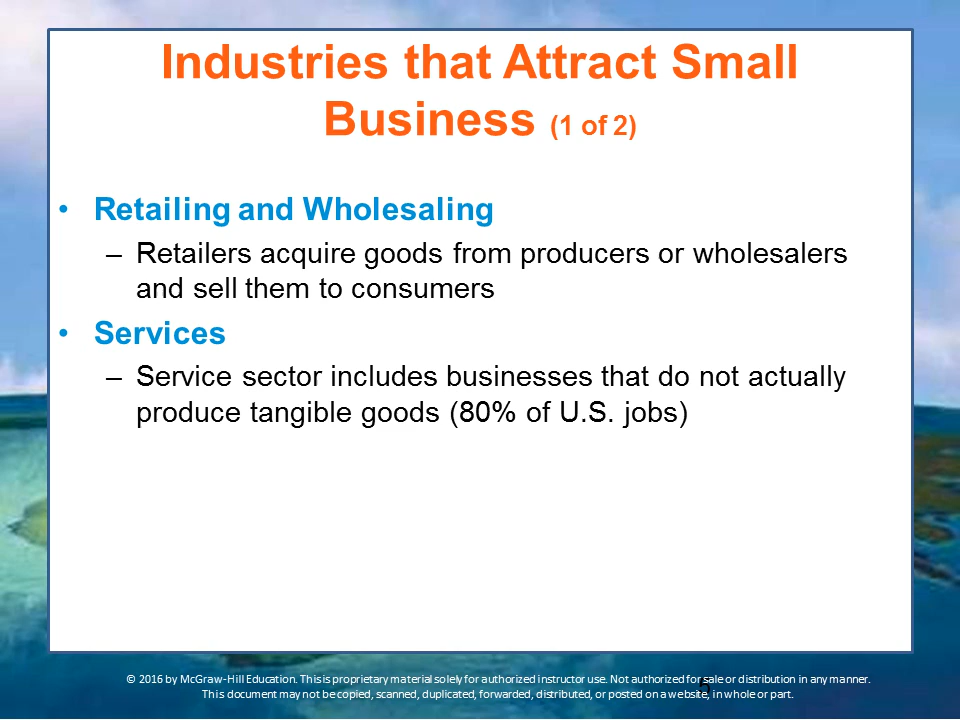 Industries that Attract Small
Business (1 of 2)
• Retailing and Wholesaling
– Retailers acquire goods from producers or wholesalers
and sell them to consumers
• Services
– Service sector includes businesses that do not actually
produce tangible goods (80% of U.S. jobs)
© 2016 by McGraw-Hill Education. This is proprietary material solely for authorized instructor use. Not authorized for sale or distribution in any manner.
This document may not be copied, scanned, duplicated, forwarded, distributed, or posted on a website, in whole or part.
5